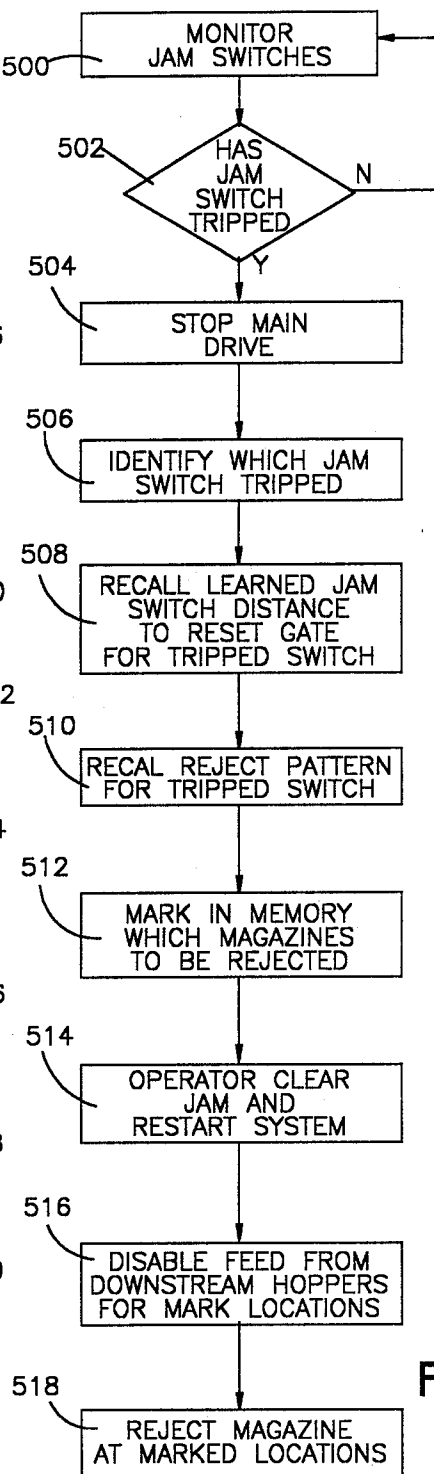 MONITOR
JAM SWITCHES
500
502
HAS
JAM
SWITCH
TRIPPED
N
Y
504
STOP MAIN
DRIVE
506
IDENTIFY WHICH JAM
SWITCH TRIPPED
508
RECALL LEARNED JAM
SWITCH DISTANCE
TO RESET GATE
FOR TRIPPED SWITCH
510
RECAL REJECT PATTERN
FOR TRIPPED SWITCH
512
MARK IN MEMORY
WHICH MAGAZINES
TO BE REJECTED
514
OPERATOR CLEAR
JAM AND
RESTART SYSTEM
516
DISABLE FEED FROM
DOWNSTREAM HOPPERS
FOR MARK LOCATIONS
518
REJECT MAGAZINE
AT MARKED LOCATIONS
F